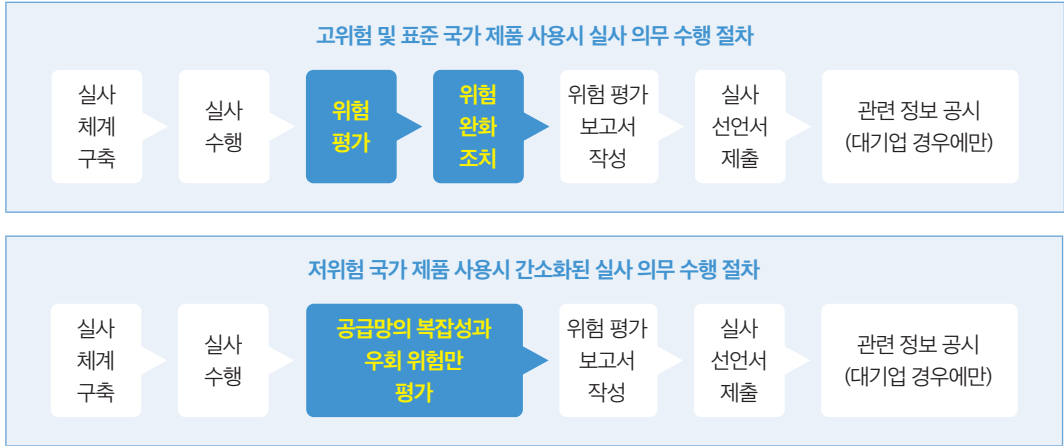 고위험 및 표준 국가 제품 사용시 실사 의무 수행 절차
실사
체계
구축
실사
수행
위험
평가
위험
완화
조치
위험 평가
보고서
작성
실사
선언서
제출
관련 정보 공시
(대기업 경우에만)
저위험 국가 제품 사용시 간소화된 실사 의무 수행 절차
실사
체계
구축
실사
수행
공급망의 복잡성과
우회 위험만
평가
위험 평가
보고서
작성
실사
선언서
제출
관련 정보 공시
(대기업 경우에만)